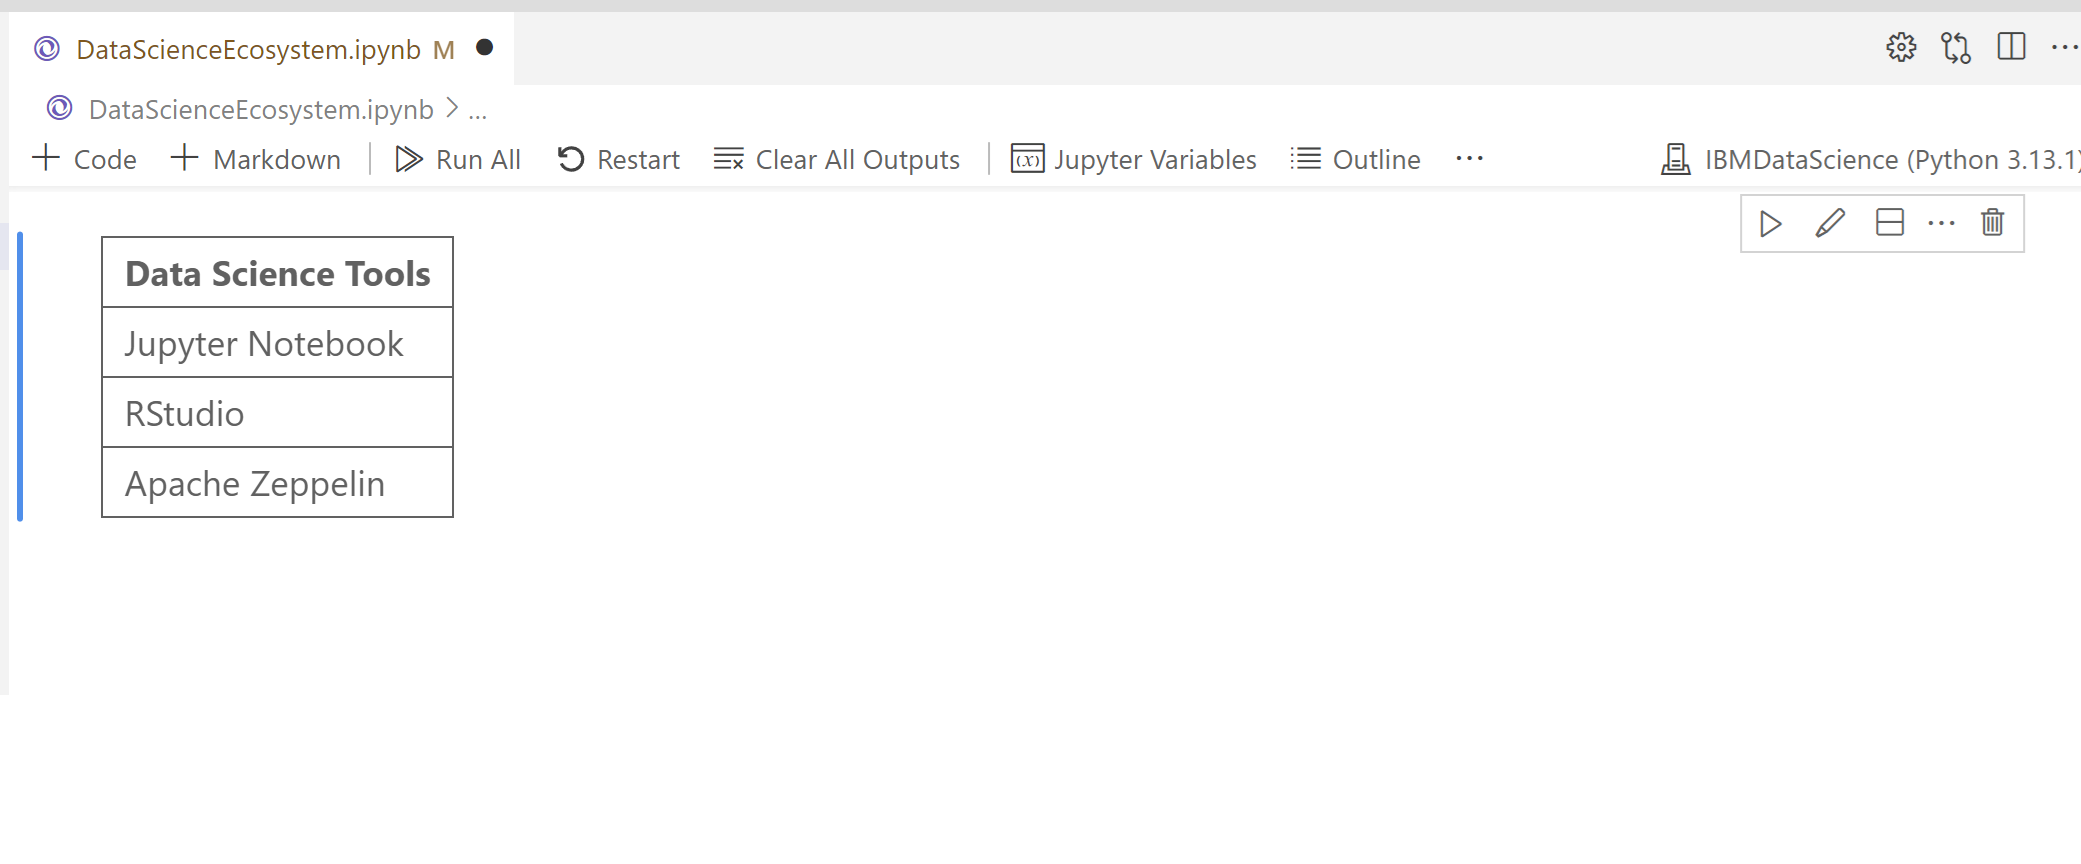 DataScienceEcosystem.ipynb M
DataScienceEcosystem.ipynb > ...
Code Markdown Run All Restart Clear All Outputs (x) Jupyter Variables Outline ... IBMDataScience (Python 3.13.1)
Data Science Tools
Jupyter Notebook
RStudio
Apache Zeppelin